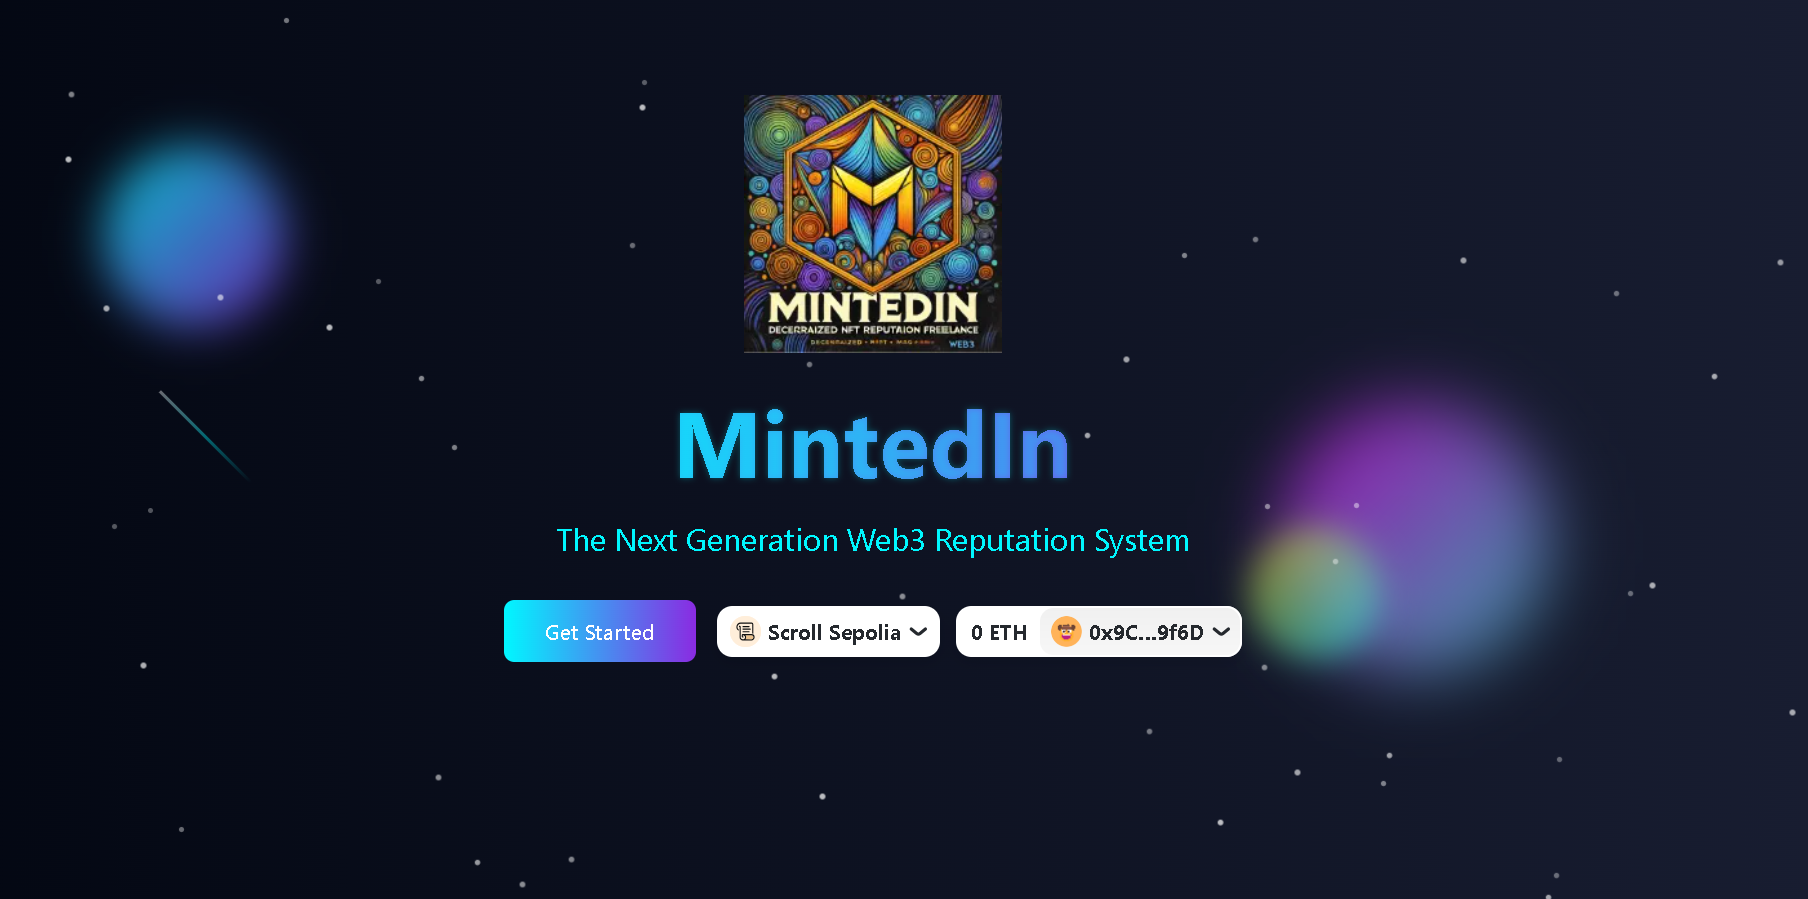 MINTEDIN
DECERRAIZED NFT REPUTAION FREELANCE
WEB3
MintedIn
The Next Generation Web3 Reputation System
Get Started
Scroll Sepolia
0 ETH
0x9C...9f6D